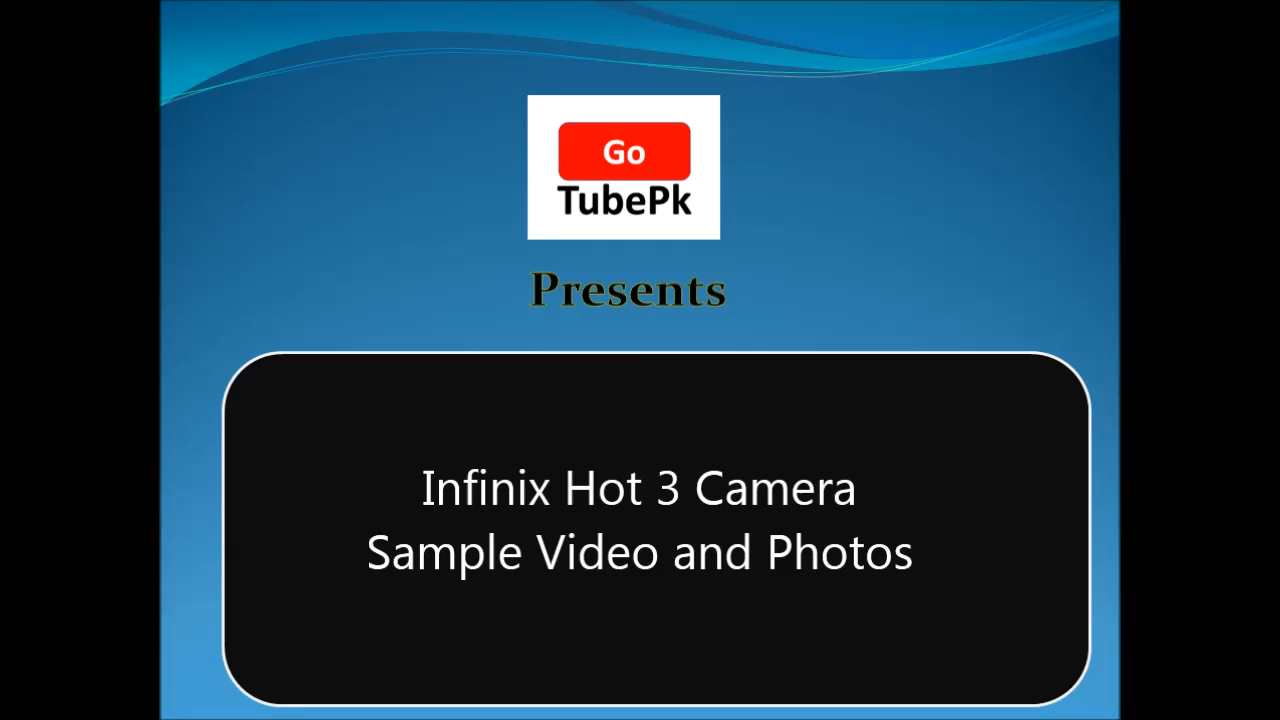 Go
TubePk
Presents
Infinix Hot 3 Camera
Sample Video and Photos